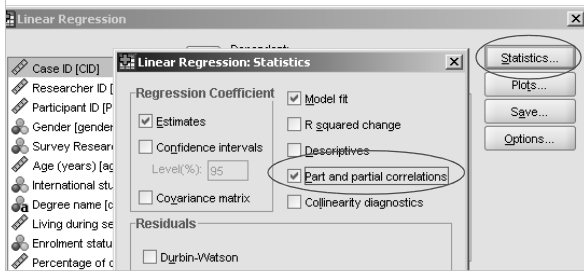 Linear Regression
Case ID [CID]
Researcher ID [
Participant ID [P
Gender [gender
Survey Resear
Age (years) [ag
International stu
Degree name [c
Living during se
Enrolment statu
Percentage of c
Linear Regression: Statistics
Regression Coefficient
Estimates
Confidence intervals
Level(%): 95
Covariance matrix
Model fit
R squared change
Descriptives
Part and partial correlations
Collinearity diagnostics
Residuals
Durbin-Watson
Statistics...
Plots...
Save...
Options...